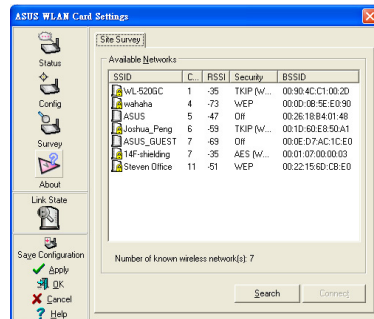 ASUS WLAN Card Settings
Status
Config
Survey
About
Link State
Save Configuration
Apply
OK
Cancel
Help
Site Survey
Available Networks
SSID C... RSSI Security BSSID
WL-520GC 1 -35 TKIP (W... 00:90:4C:C1:00:2D
wahaha 4 -73 WEP 00:0D:0B:5E:E0:90
ASUS 5 -47 Off 00:26:18:B4:01:48
Joshua_Peng 6 -59 TKIP (W... 00:1D:60:E8:50:A1
ASUS_GUEST 7 -69 Off 00:0E:D7:AC:1C:E0
14F-shielding 7 -35 AES (W... 00:01:07:00:00:03
Steven Office 11 -51 WEP 00:22:15:6D:CB:E0
Number of known wireless network(s): 7
Search Connect